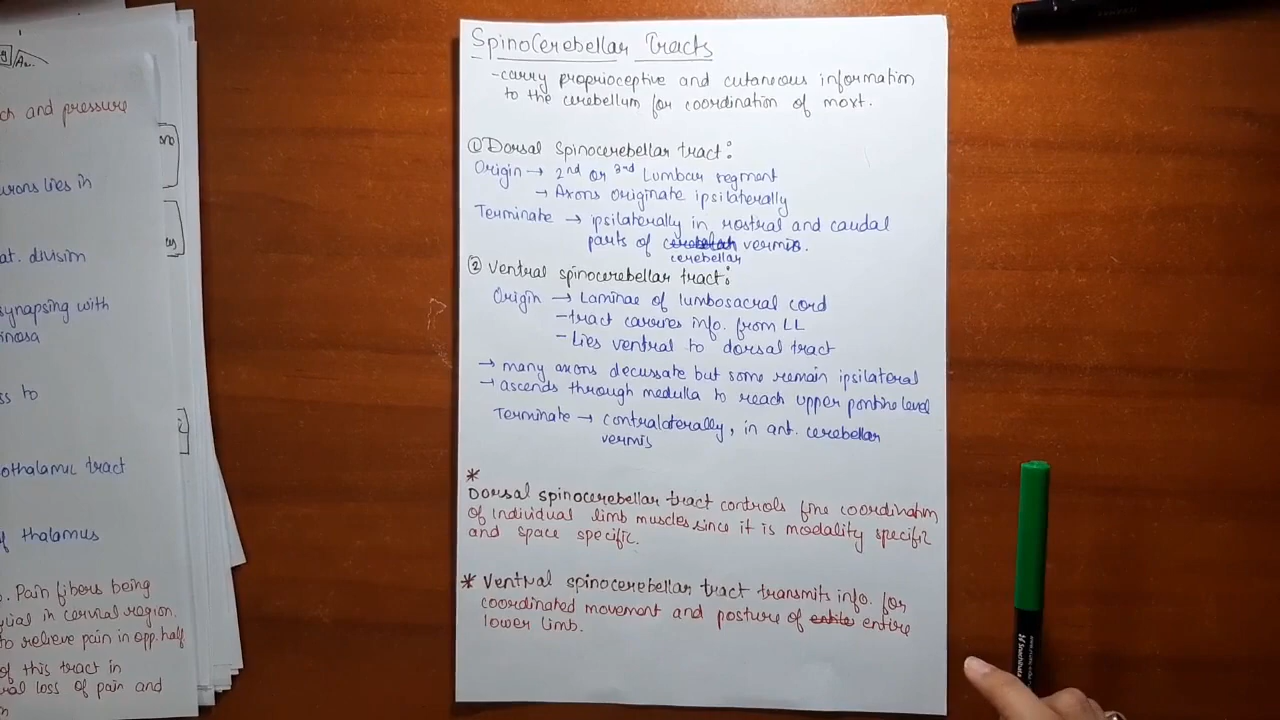 ch and pressure
urons lies in
at. division
synapsing with
inosa
ss to
othalamic tract
of thalamus
. Pain fibers being
in cervical region.
to relieve pain in opp. half
of this tract in
loss of pain and
Spinocerebellar Tracts
- carry proprioceptive and cutaneous information
to the cerebellum for coordination of movt.
① Dorsal Spinocerebellar tract:
Origin → 2nd or 3rd Lumbar segment
→ Axons originate ipsilaterally
Terminate → ipsilaterally in rostral and caudal
parts of cerebellar vermis.
② Ventral spinocerebellar tract:
Origin → Laminae of lumbosacral cord
- tract carries info. from LL
- Lies ventral to dorsal tract
→ many axons decussate but some remain ipsilateral
→ ascends through medulla to reach upper pontine level
Terminate → contralaterally, in ant. cerebellar
vermis
*
Dorsal spinocerebellar tract controls fine coordination
of individual limb muscles, since it is modality specific
and space specific.
* Ventral spinocerebellar tract transmits info. for
coordinated movement and posture of entire
lower limb.